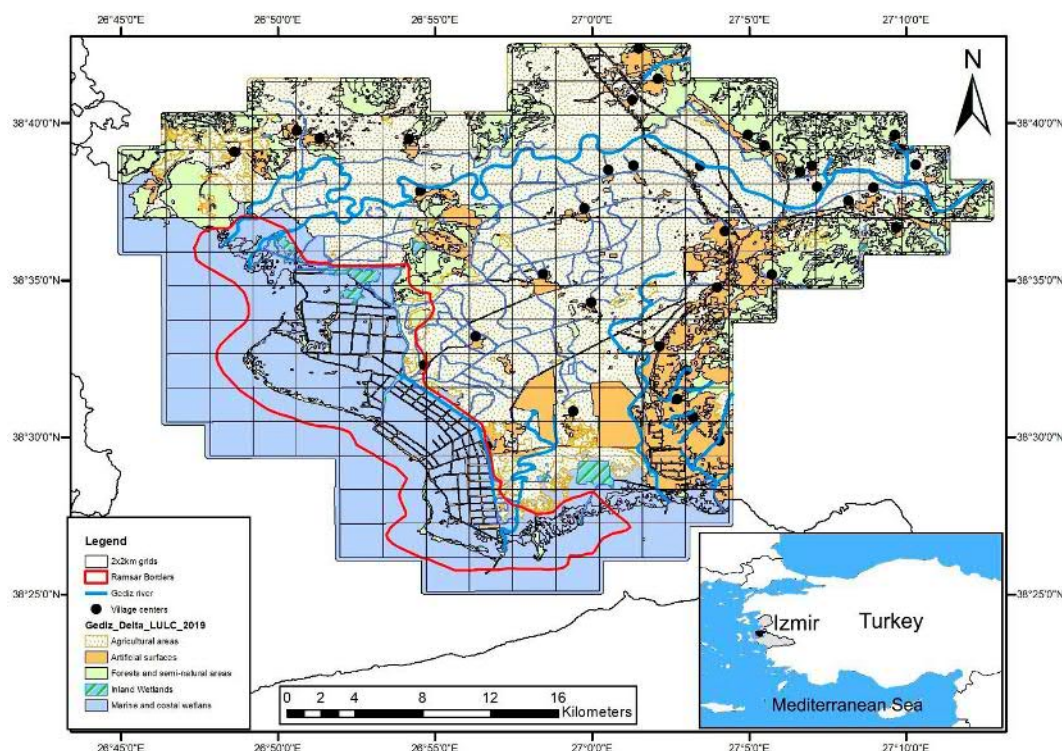 26°45'0"E 26°50'0"E 26°55'0"E 27°0'0"E 27°5'0"E 27°10'0"E
N
38°40'0"N 38°40'0"N
38°35'0"N 38°35'0"N
38°30'0"N 38°30'0"N
38°25'0"N 38°25'0"N
Legend
2x2km grids
Ramsar Borders
Gediz river
Village centers
Gediz_Delta_LULC_2019
Agricultural areas
Artificial surfaces
Forests and semi-natural areas
Inland Wetlands
Marine and costal wetlans
0 2 4 8 12 16
Kilometers
Izmir Turkey
Mediterranean Sea
26°45'0"E 26°50'0"E 26°55'0"E 27°0'0"E 27°5'0"E 27°10'0"E